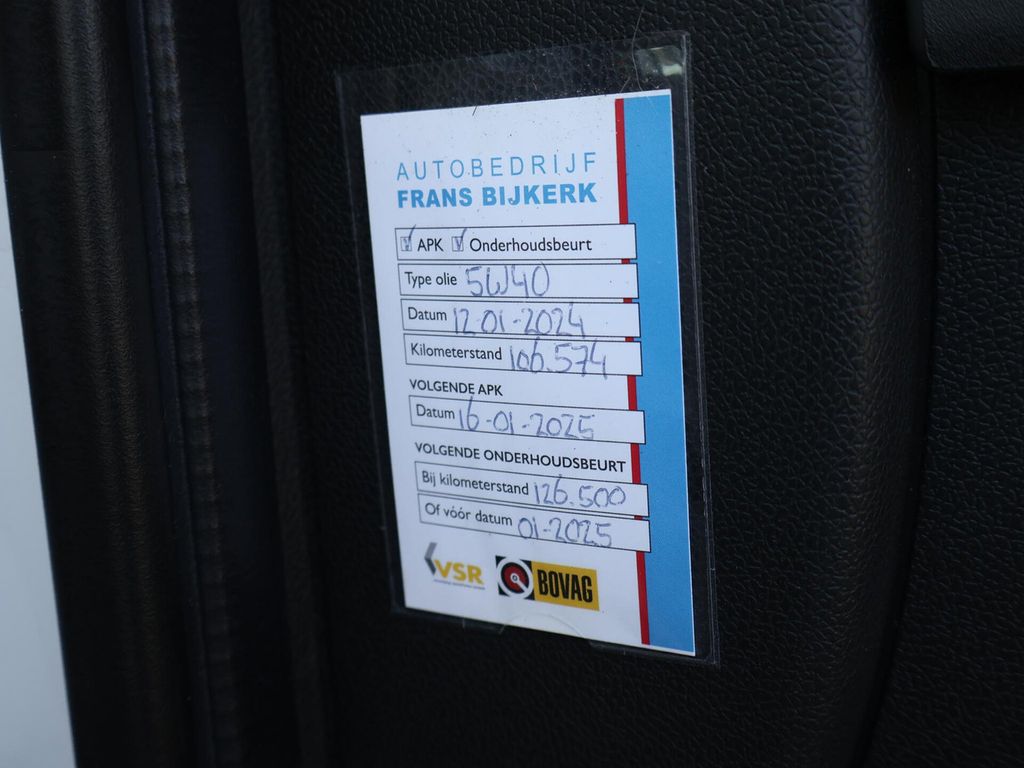 AUTOBEDRIJF
FRANS BIJKERK
APK Onderhoudsbeurt
Type olie 5W40
Datum 12-01-2024
Kilometerstand 106.574
VOLGENDE APK
Datum 16-01-2025
VOLGENDE ONDERHOUDSBEURT
Bij kilometerstand 126.500
Of vóór datum 01-2025
VSR BOVAG